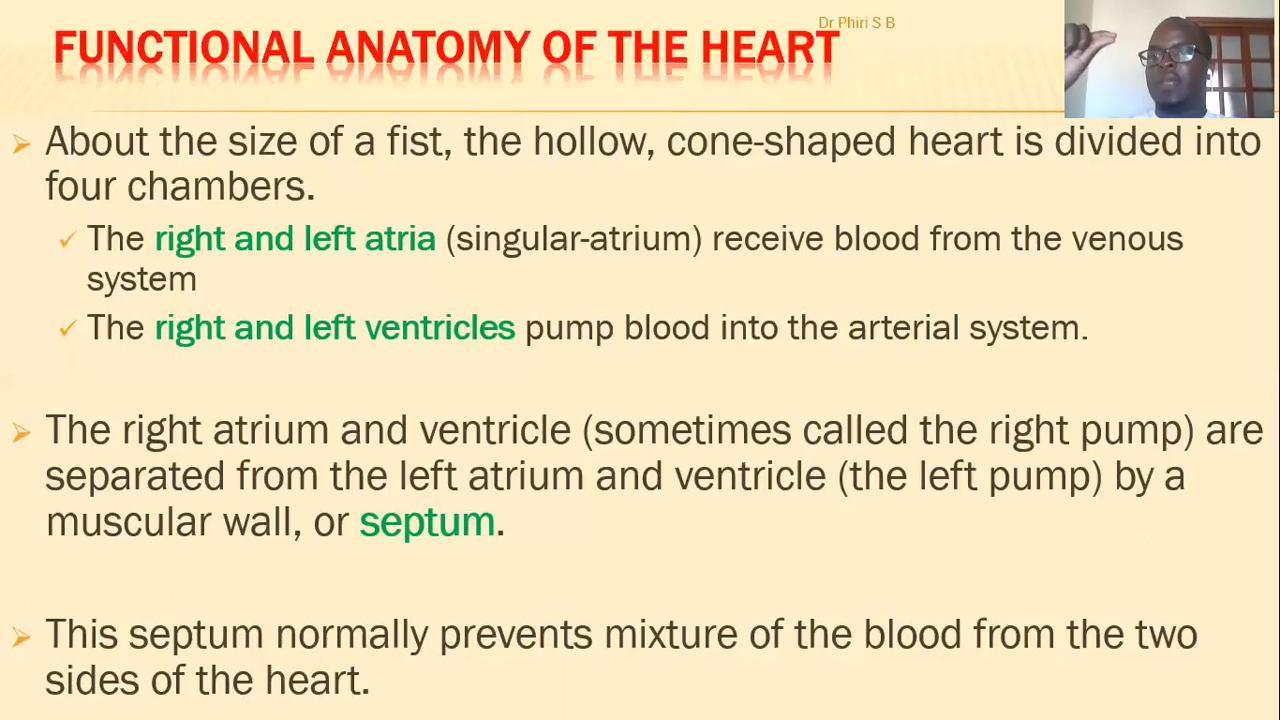 Dr Phiri S B
FUNCTIONAL ANATOMY OF THE HEART
About the size of a fist, the hollow, cone-shaped heart is divided into
four chambers.
The right and left atria (singular-atrium) receive blood from the venous
system
The right and left ventricles pump blood into the arterial system.
The right atrium and ventricle (sometimes called the right pump) are
separated from the left atrium and ventricle (the left pump) by a
muscular wall, or septum.
This septum normally prevents mixture of the blood from the two
sides of the heart.